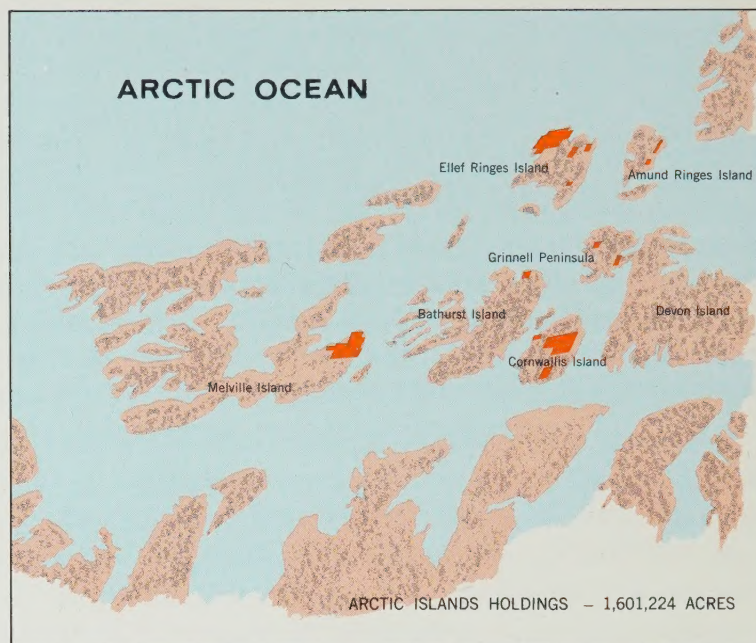 ARCTIC OCEAN
Ellef Ringes Island
Amund Ringes Island
Grinnell Peninsula
Bathurst Island
Devon Island
Cornwallis Island
Melville Island
ARCTIC ISLANDS HOLDINGS – 1,601,224 ACRES